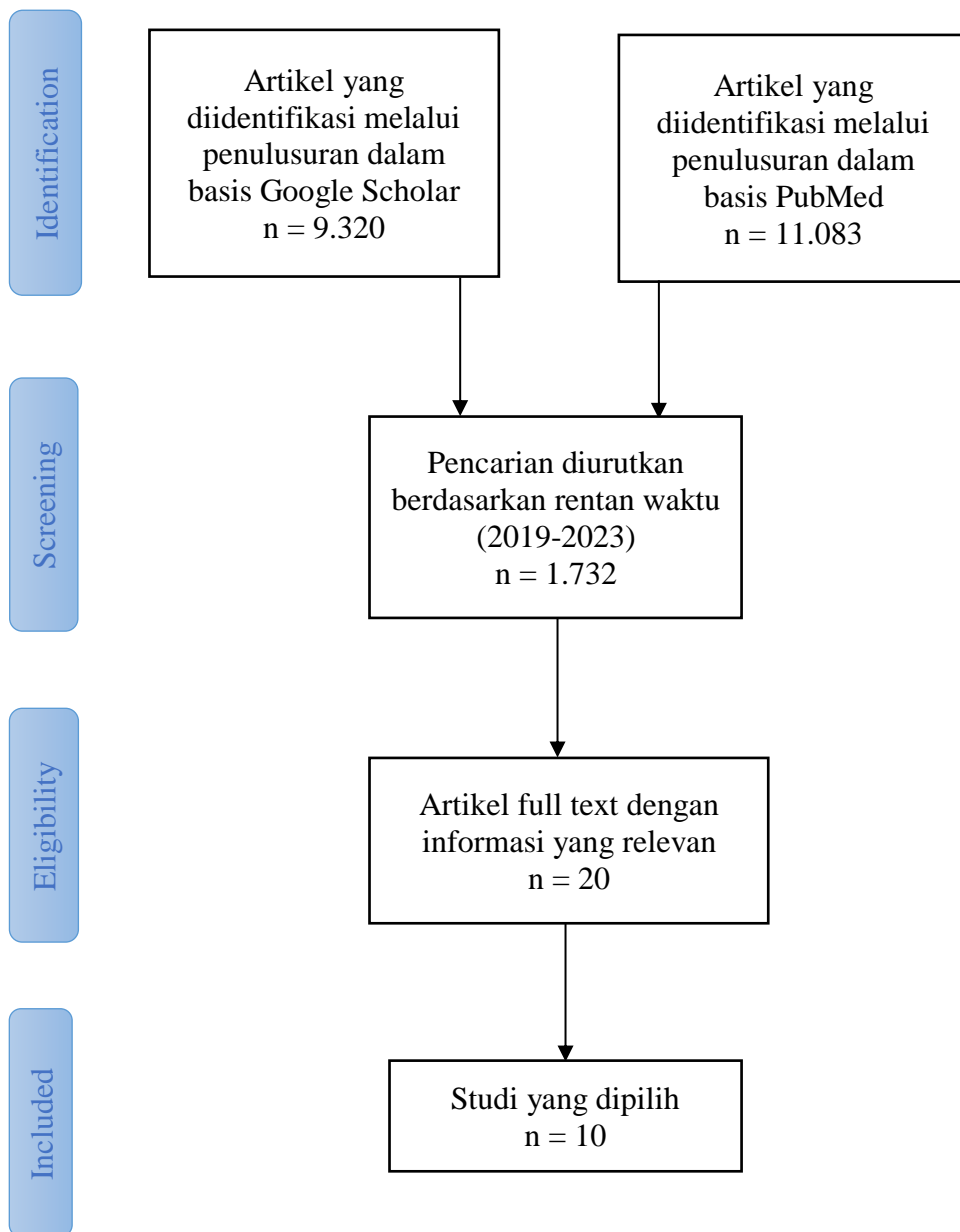 Identification
Artikel yang
diidentifikasi melalui
penulusuran dalam
basis Google Scholar
n = 9.320
Artikel yang
diidentifikasi melalui
penulusuran dalam
basis PubMed
n = 11.083
Screening
Pencarian diurutkan
berdasarkan rentan waktu
(2019-2023)
n = 1.732
Eligibility
Artikel full text dengan
informasi yang relevan
n = 20
Included
Studi yang dipilih
n = 10